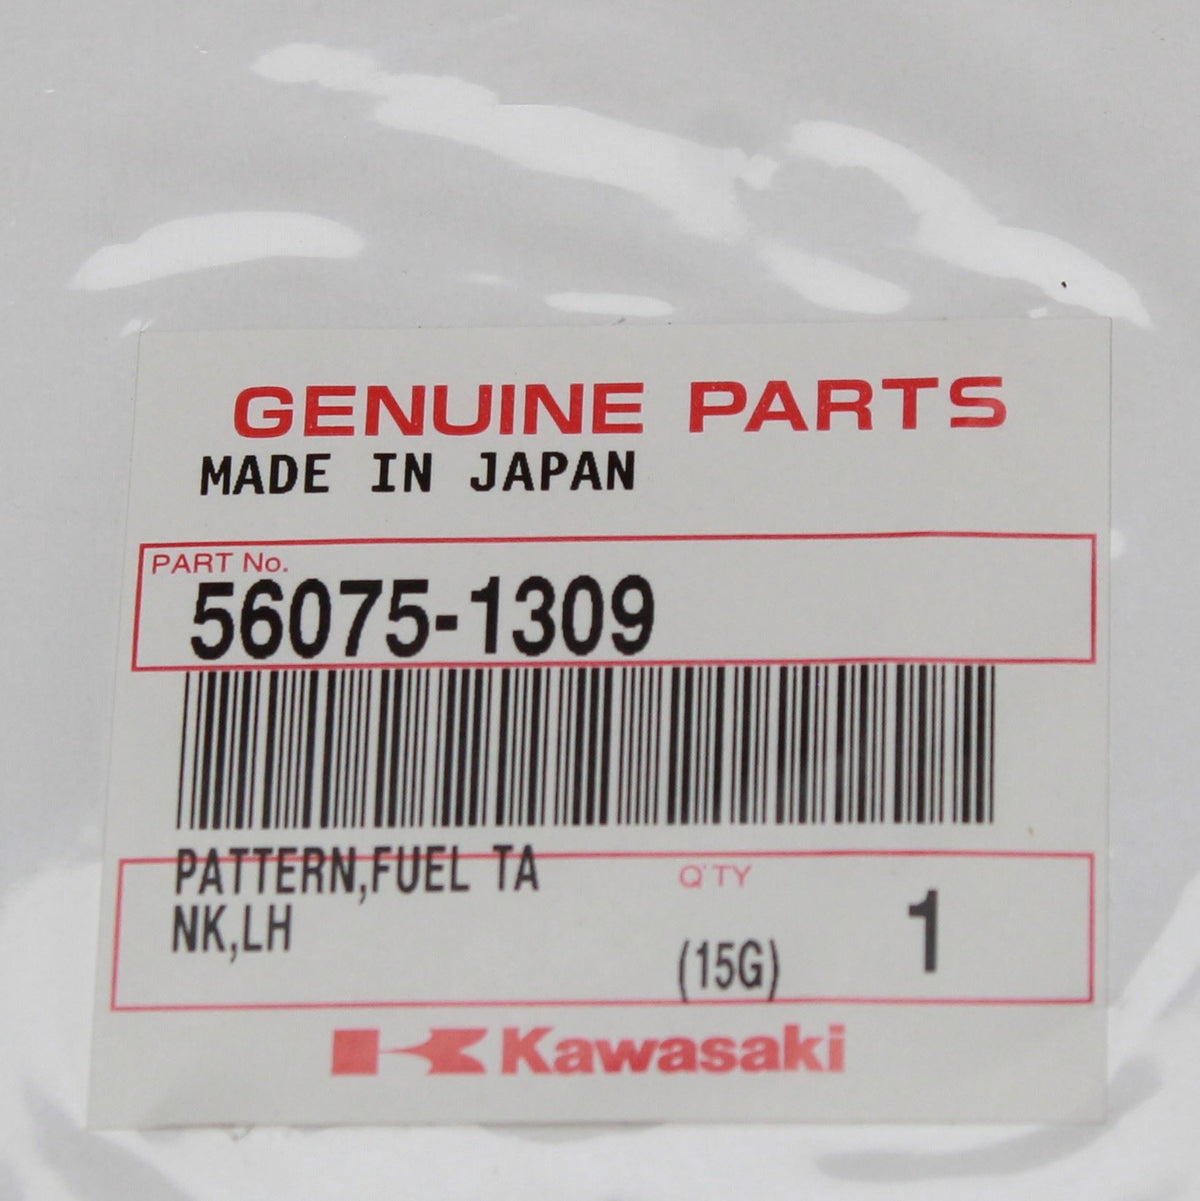 GENUINE PARTS
MADE IN JAPAN
PART No.
56075-1309
PATTERN,FUEL TA
NK,LH
Q'TY
(15G)
1
Kawasaki